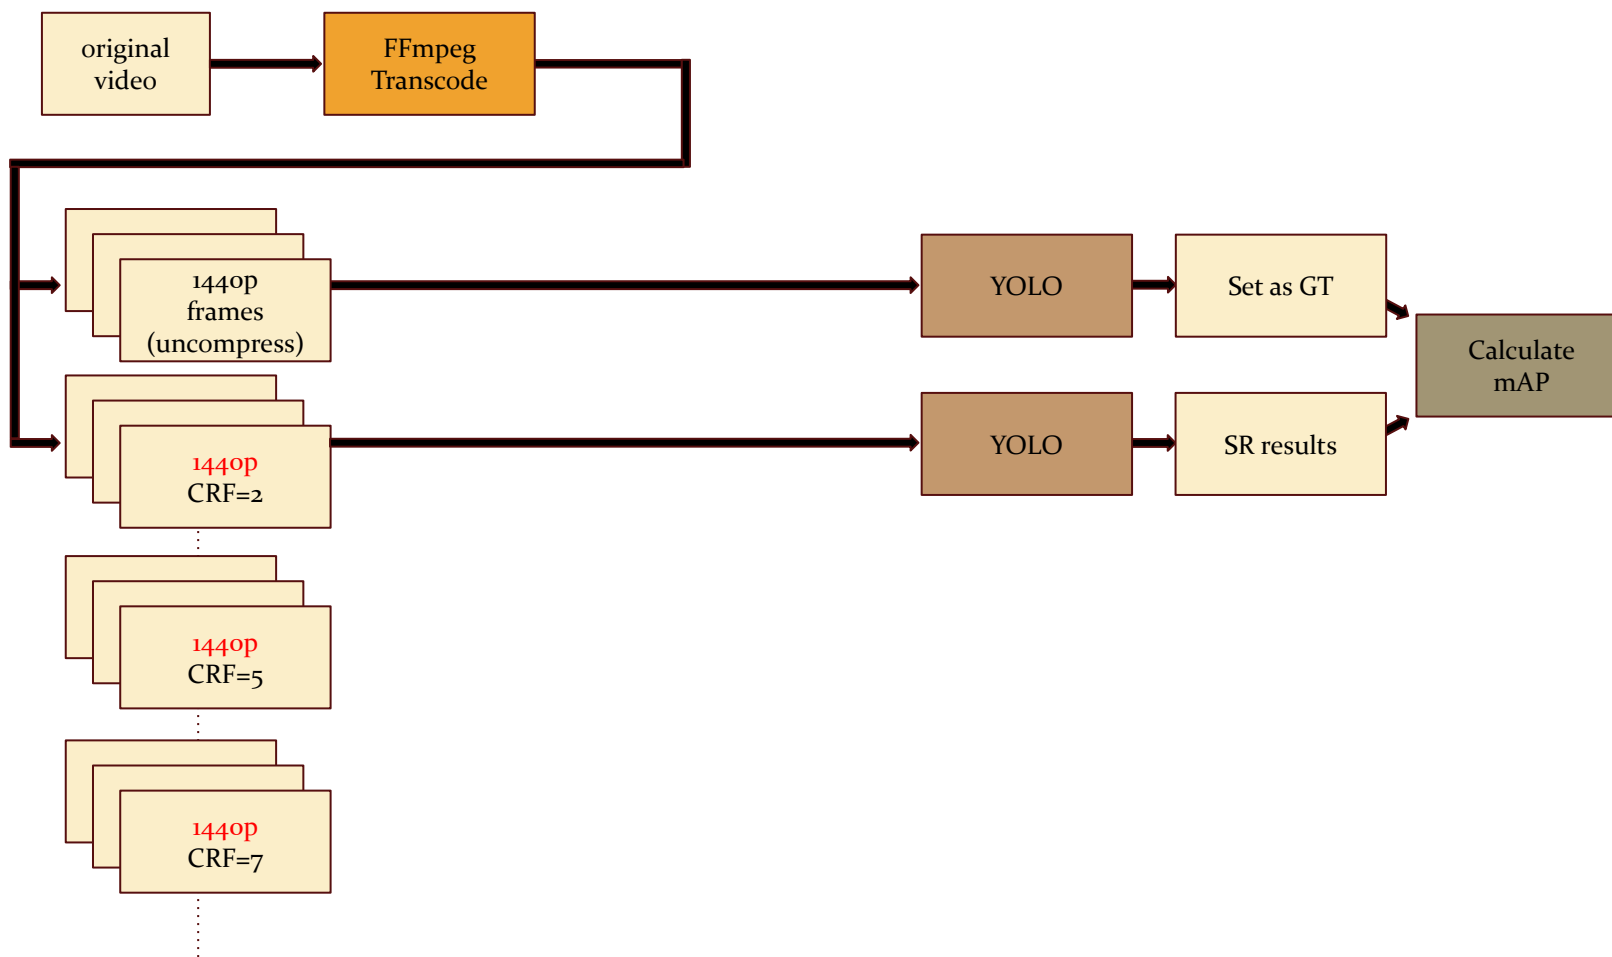 original
video
FFmpeg
Transcode
1440p
frames
(uncompress)
YOLO
Set as GT
Calculate
mAP
1440p
CRF=2
YOLO
SR results
1440p
CRF=5
1440p
CRF=7